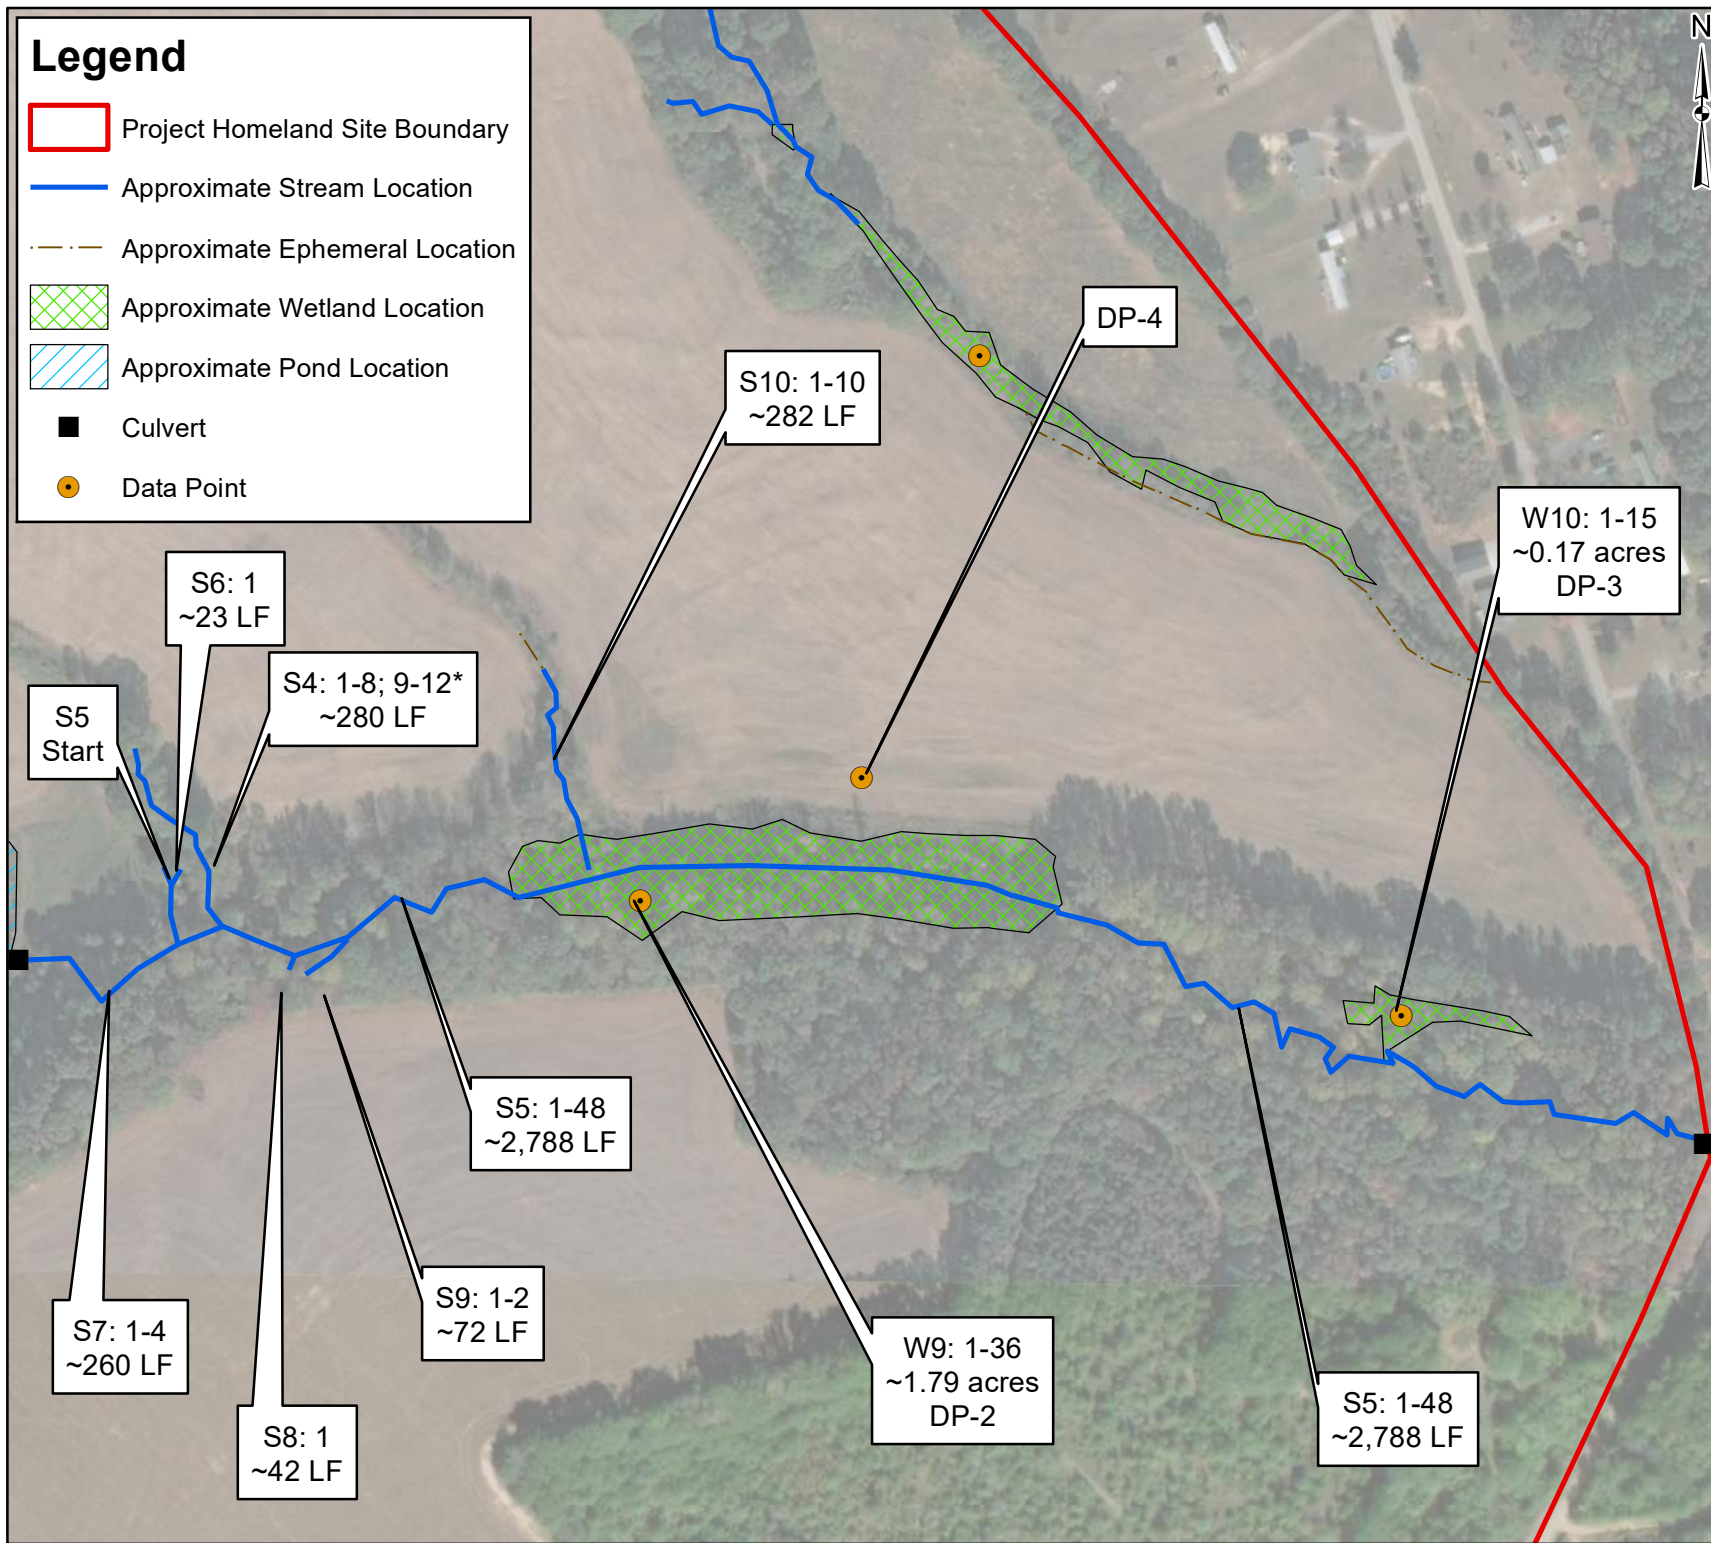 Legend
Project Homeland Site Boundary
Approximate Stream Location
Approximate Ephemeral Location
Approximate Wetland Location
Approximate Pond Location
Culvert
Data Point
N
DP-4
S10: 1-10
~282 LF
W10: 1-15
~0.17 acres
DP-3
S6: 1
~23 LF
S4: 1-8; 9-12*
~280 LF
S5
Start
S5: 1-48
~2,788 LF
S9: 1-2
~72 LF
S7: 1-4
~260 LF
W9: 1-36
~1.79 acres
DP-2
S5: 1-48
~2,788 LF
S8: 1
~42 LF